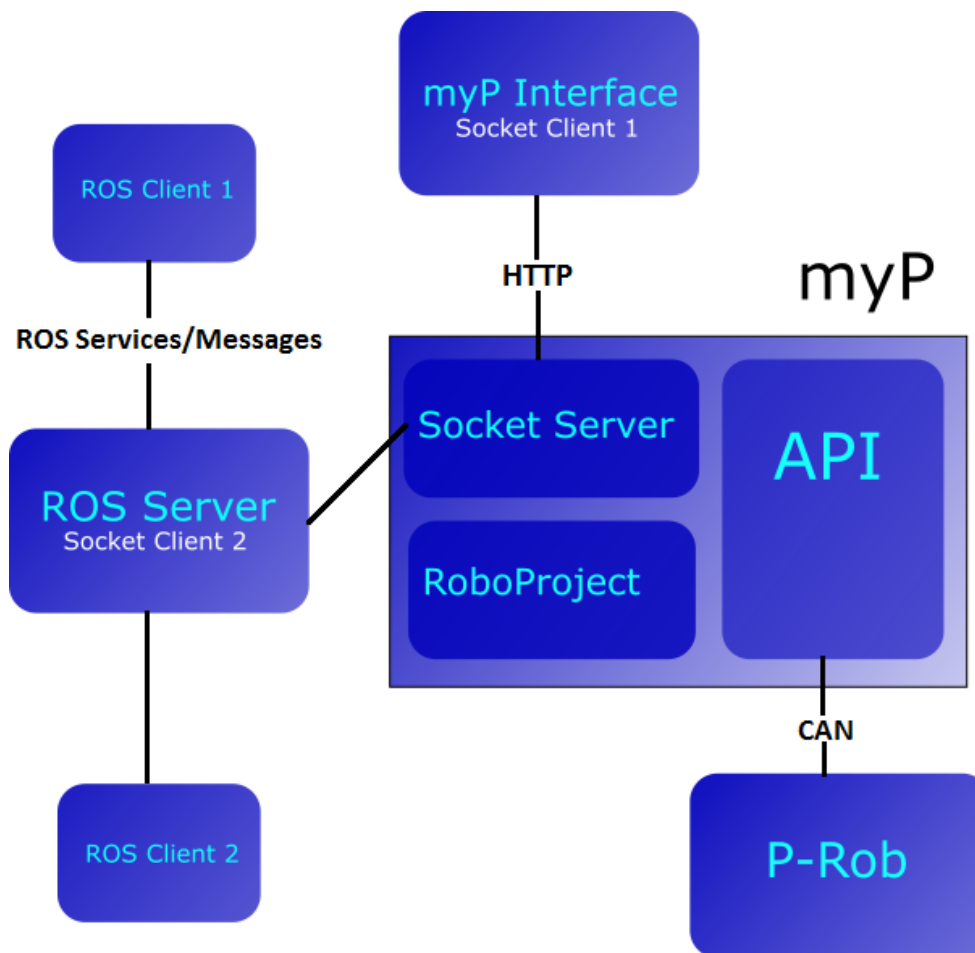 myP Interface
Socket Client 1
ROS Client 1
HTTP
myP
ROS Services/Messages
Socket Server
API
ROS Server
Socket Client 2
RoboProject
CAN
ROS Client 2
P-Rob